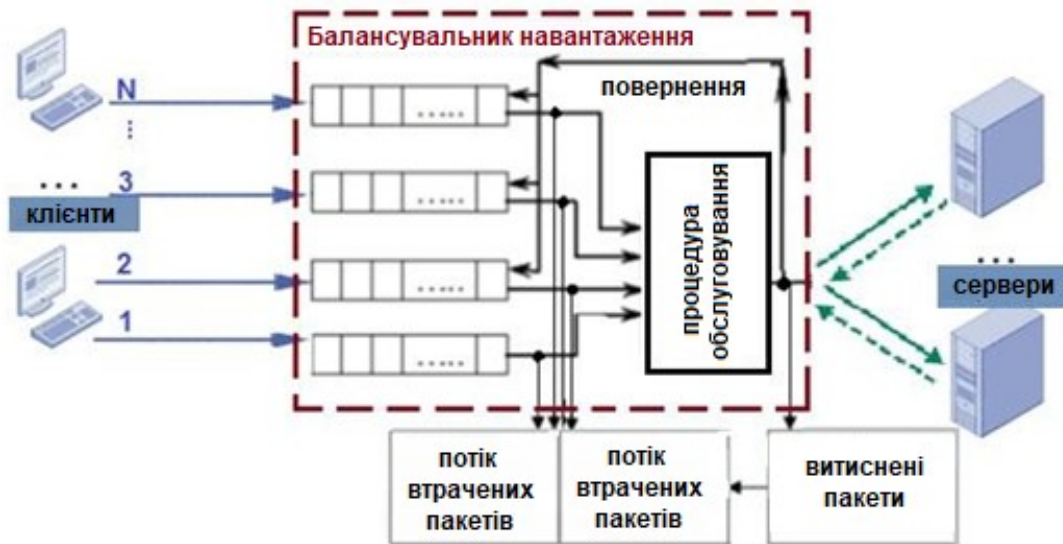 Балансувальник навантаження
повернення
N
⋮
...
3
клієнти
2
1
.....
.....
.....
.....
процедура
обслуговування
...
сервери
потік
втрачених
пакетів
потік
втрачених
пакетів
витиснені
пакети